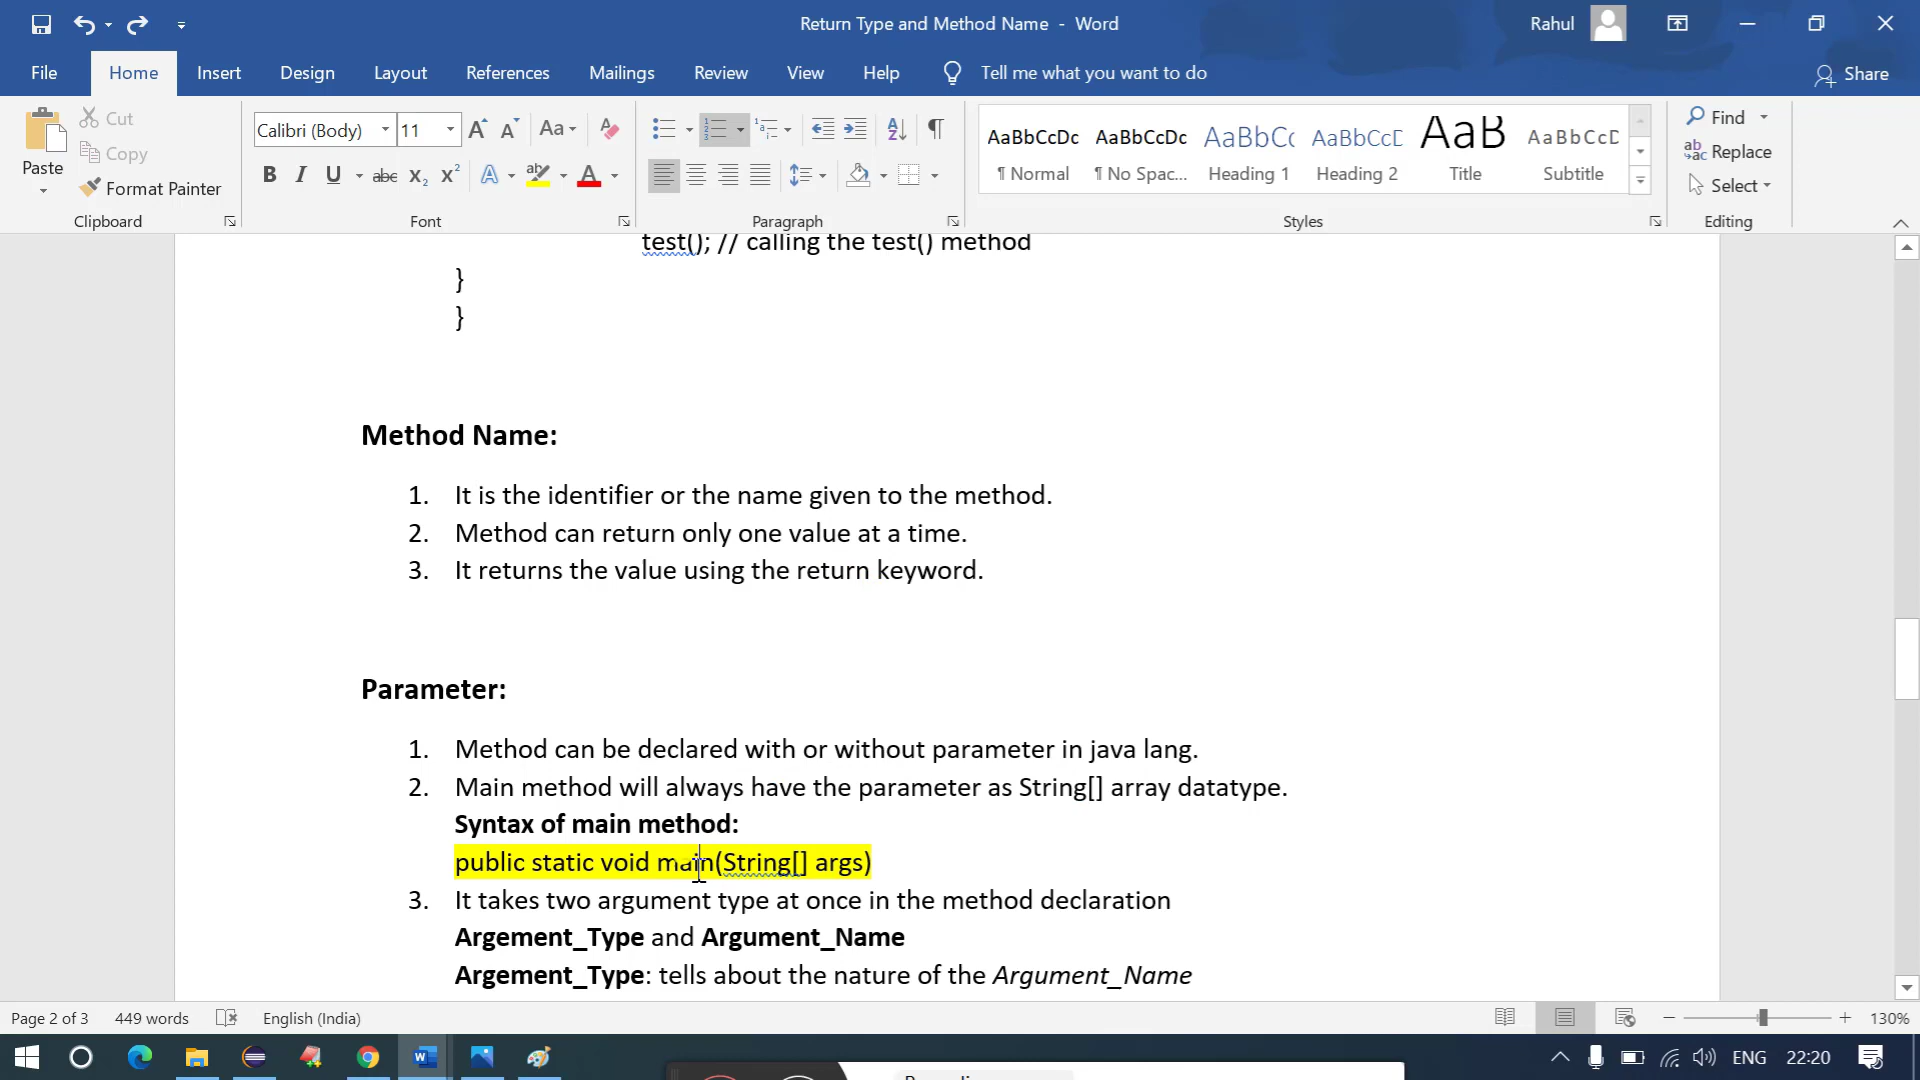 Return Type and Method Name - Word
Rahul
File Home Insert Design Layout References Mailings Review View Help Tell me what you want to do Share
Paste
Cut
Copy
Format Painter
Clipboard
Calibri (Body) 11
Font
Paragraph
AaBbCcDc AaBbCcDc AaBbCc AaBbCcD AaB AaBbCcD
¶ Normal ¶ No Spac... Heading 1 Heading 2 Title Subtitle
Styles
Find
Replace
Select
Editing
test(); // calling the test() method
}
}
Method Name:
1. It is the identifier or the name given to the method.
2. Method can return only one value at a time.
3. It returns the value using the return keyword.
Parameter:
1. Method can be declared with or without parameter in java lang.
2. Main method will always have the parameter as String[] array datatype.
Syntax of main method:
public static void main(String[] args)
3. It takes two argument type at once in the method declaration
Argement_Type and Argument_Name
Argement_Type: tells about the nature of the Argument_Name
Page 2 of 3 449 words English (India) 130%
ENG 22:20